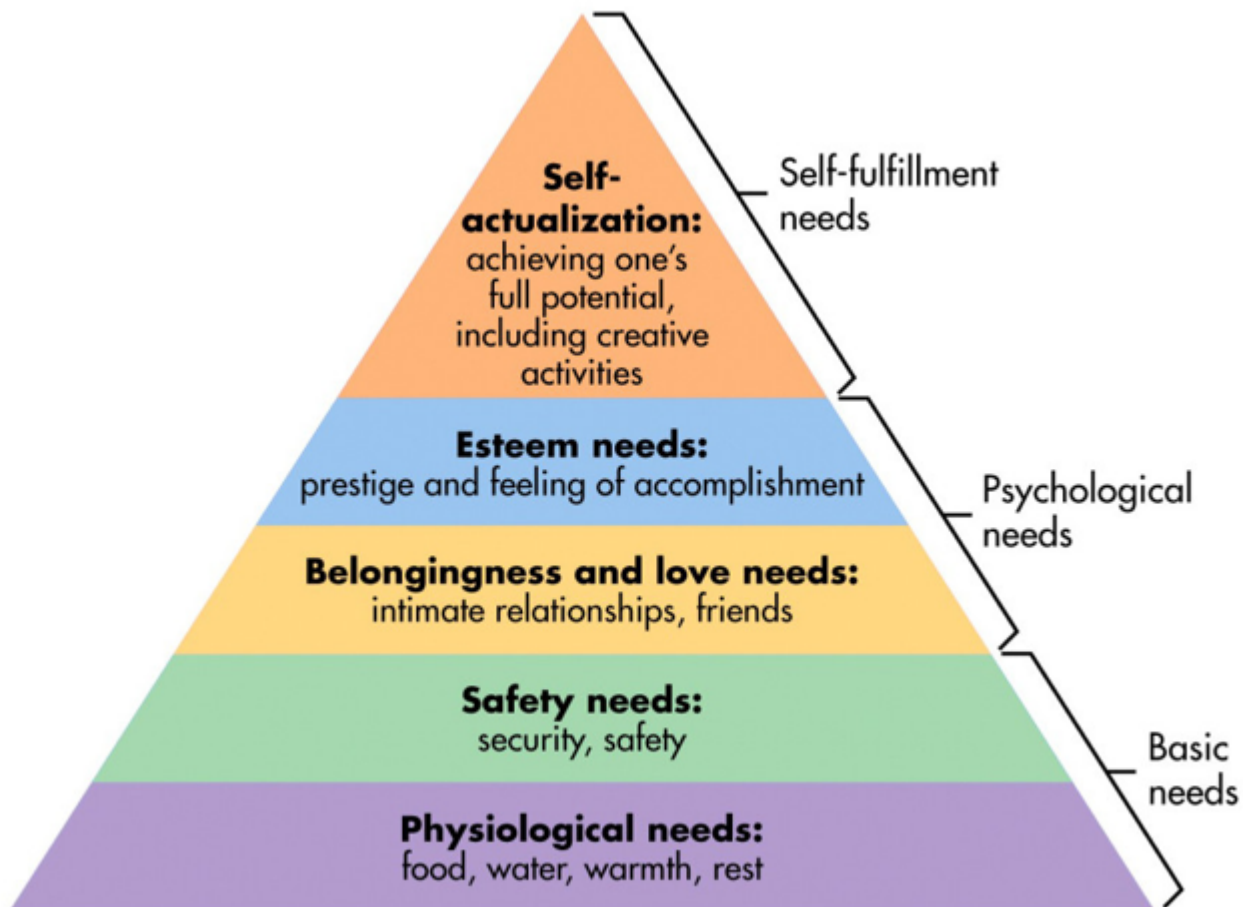 Self-
actualization:
achieving one's
full potential,
including creative
activities
Self-fulfillment
needs
Esteem needs:
prestige and feeling of accomplishment
Psychological
needs
Belongingness and love needs:
intimate relationships, friends
Safety needs:
security, safety
Basic
needs
Physiological needs:
food, water, warmth, rest